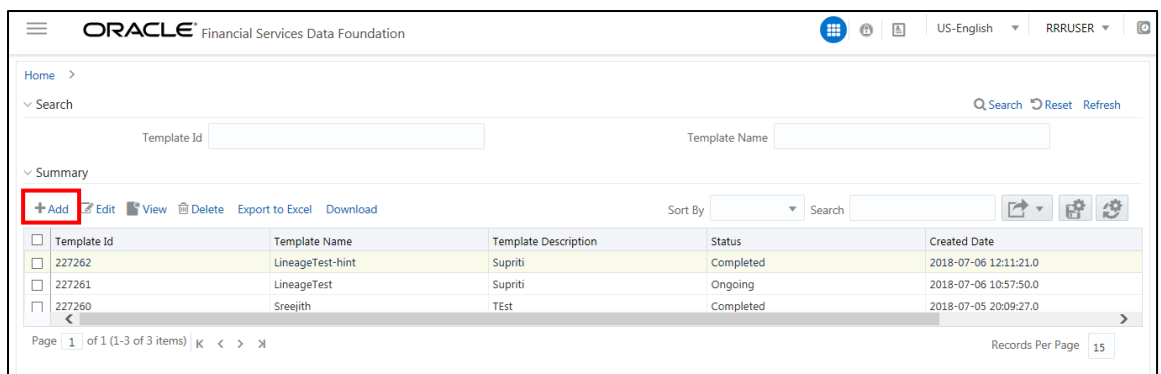 ORACLE® Financial Services Data Foundation US-English RRRUSER
Home >
Search Search Reset Refresh
Template Id Template Name
Summary
+Add Edit View Delete Export to Excel Download Sort By Search
Template Id Template Name Template Description Status Created Date
227262 LineageTest-hint Supriti Completed 2018-07-06 12:11:21.0
227261 LineageTest Supriti Ongoing 2018-07-06 10:57:50.0
227260 Sreejith TEst Completed 2018-07-05 20:09:27.0
Page 1 of 1 (1-3 of 3 items) Records Per Page 15